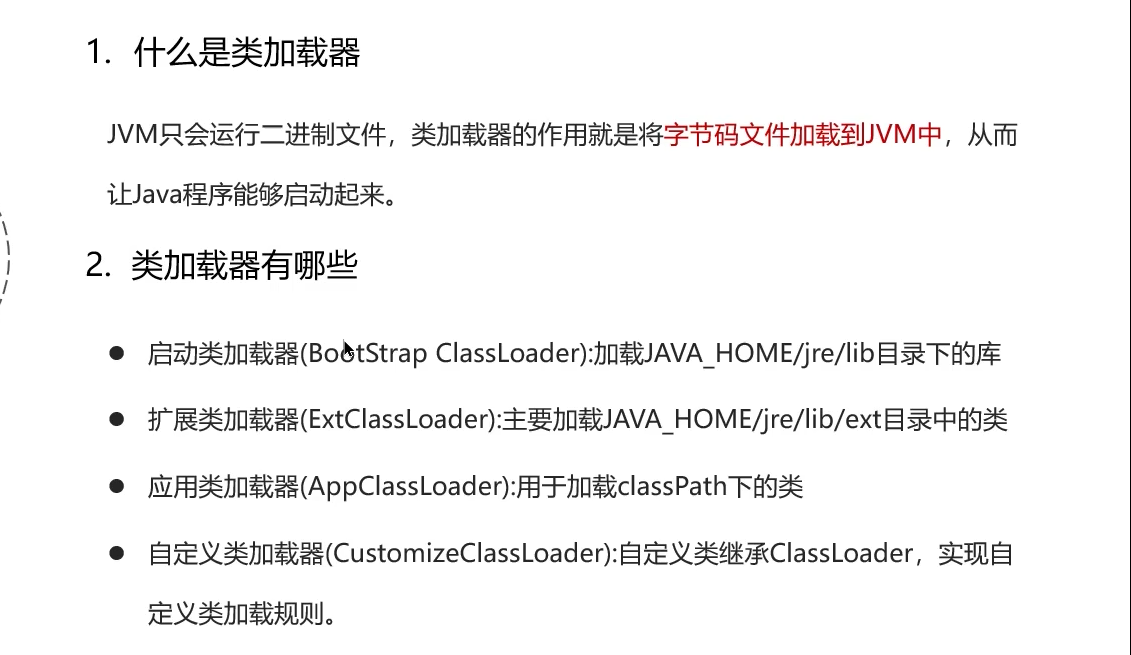 1. 什么是类加载器
JVM只会运行二进制文件，类加载器的作用就是将字节码文件加载到JVM中，从而
让Java程序能够启动起来。
2. 类加载器有哪些
● 启动类加载器(BootStrap ClassLoader):加载JAVA_HOME/jre/lib目录下的库
● 扩展类加载器(ExtClassLoader):主要加载JAVA_HOME/jre/lib/ext目录中的类
● 应用类加载器(AppClassLoader):用于加载classPath下的类
● 自定义类加载器(CustomizeClassLoader):自定义类继承ClassLoader，实现自
定义类加载规则。